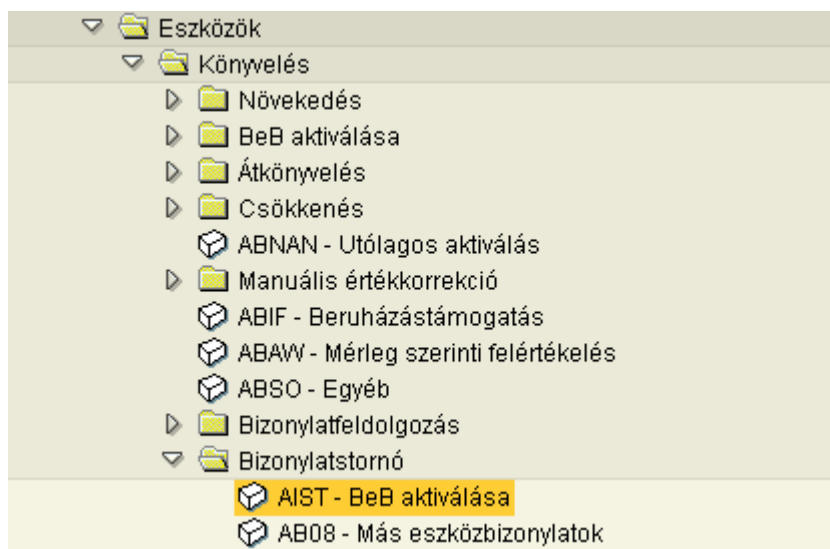 Eszközök
Könyvelés
Növekedés
BeB aktiválása
Átkönyvelés
Csökkenés
ABNAN - Utólagos aktiválás
Manuális értékkorrekció
ABIF - Beruházástámogatás
ABAW - Mérleg szerinti felértékelés
ABSO - Egyéb
Bizonylatfeldolgozás
Bizonylatstornó
AIST - BeB aktiválása
AB08 - Más eszközbizonylatok